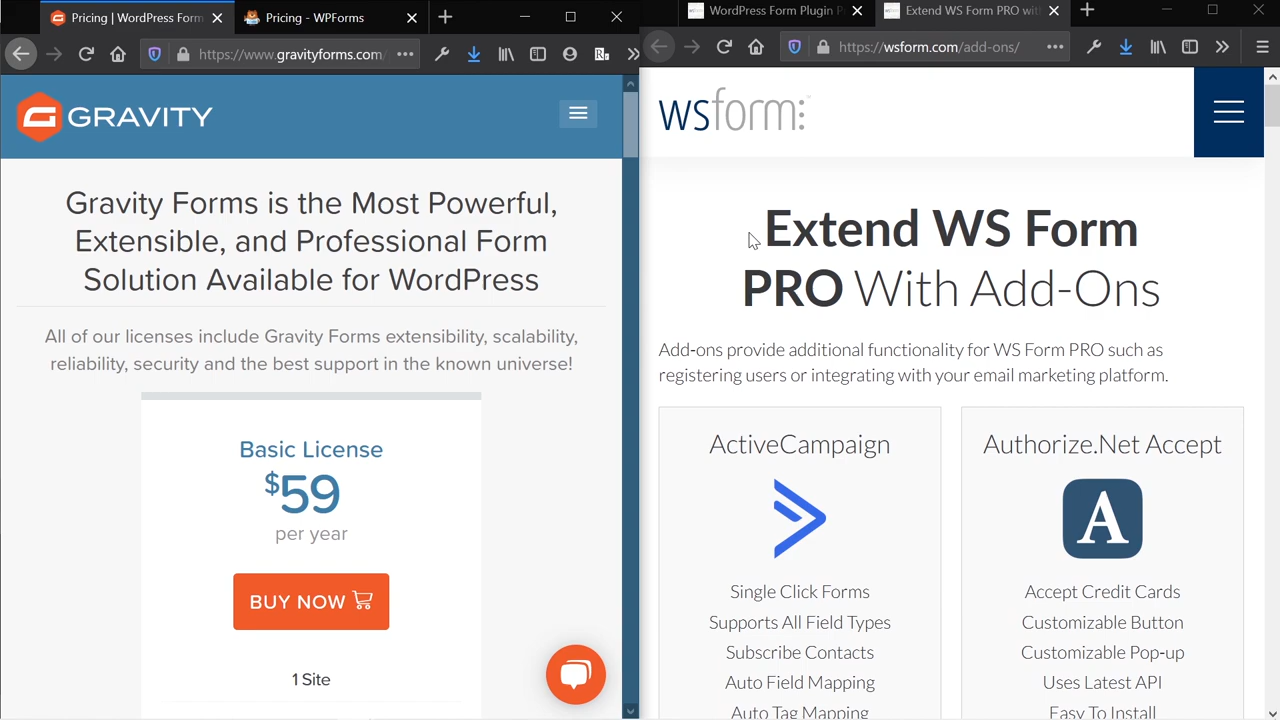 Pricing | WordPress Form
Pricing - WPForms
https://www.gravityforms.com/
GRAVITY
Gravity Forms is the Most Powerful,
Extensible, and Professional Form
Solution Available for WordPress
All of our licenses include Gravity Forms extensibility, scalability,
reliability, security and the best support in the known universe!
Basic License
$59
per year
BUY NOW
1 Site
WordPress Form Plugin P
Extend WS Form PRO with
https://wsform.com/add-ons/
wsform
Extend WS Form
PRO With Add-Ons
Add-ons provide additional functionality for WS Form PRO such as
registering users or integrating with your email marketing platform.
ActiveCampaign
Single Click Forms
Supports All Field Types
Subscribe Contacts
Auto Field Mapping
Auto Tag Mapping
Authorize.Net Accept
A
Accept Credit Cards
Customizable Button
Customizable Pop-up
Uses Latest API
Easy To Install